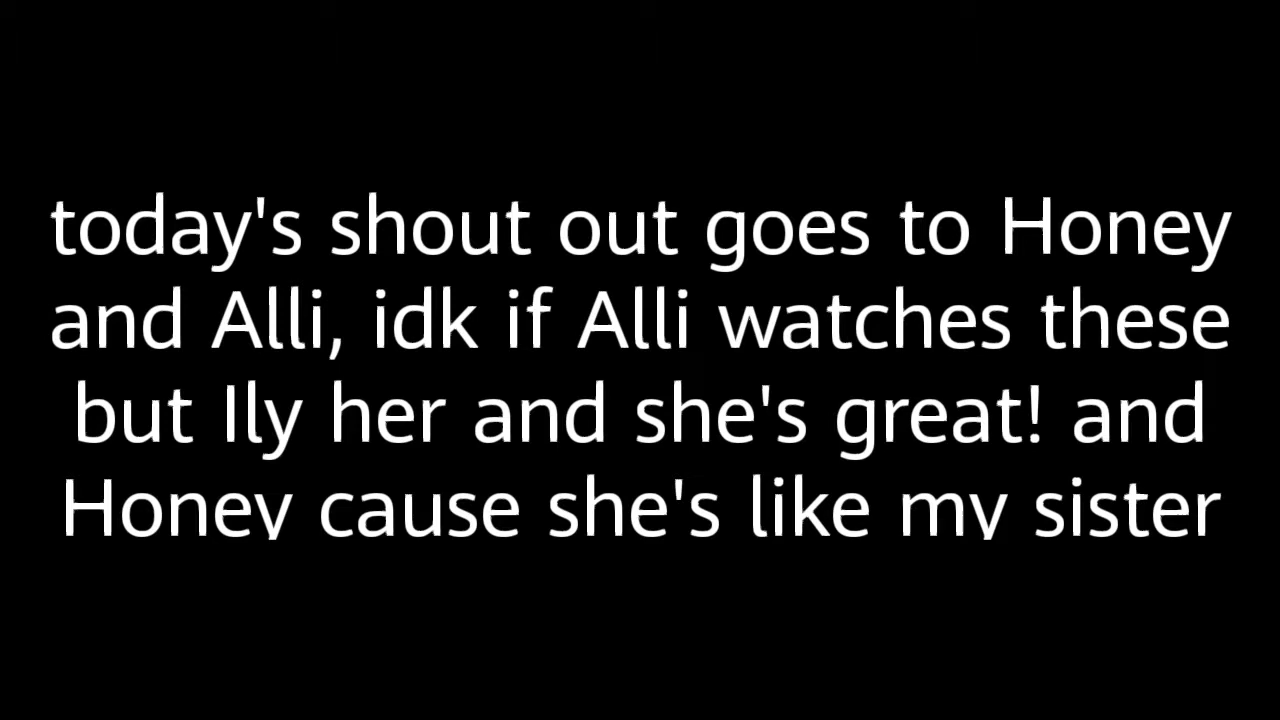 today's shout out goes to Honey
and Alli, idk if Alli watches these
but Ily her and she's great! and
Honey cause she's like my sister